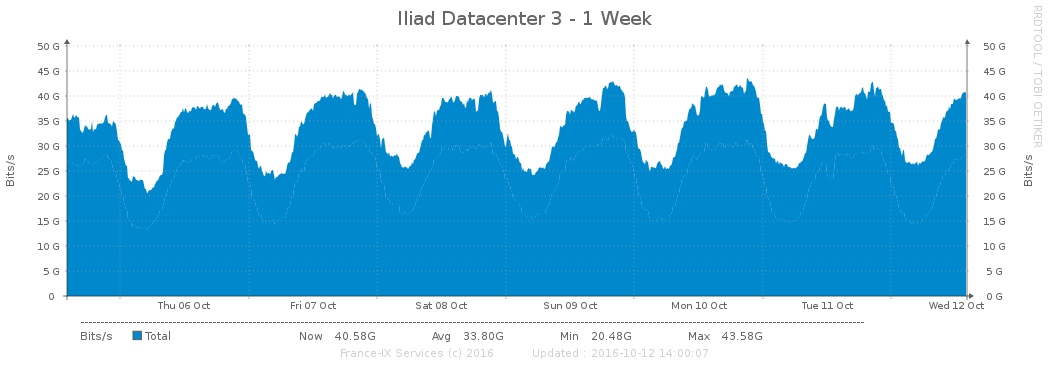 Iliad Datacenter 3 - 1 Week
RRDTOOL / TOBI OETIKER
Bits/s
50 G
45 G
40 G
35 G
30 G
25 G
20 G
15 G
10 G
5 G
0
50 G
45 G
40 G
35 G
30 G
25 G
20 G
15 G
10 G
5 G
0 G
Bits/s
Thu 06 Oct Fri 07 Oct Sat 08 Oct Sun 09 Oct Mon 10 Oct Tue 11 Oct Wed 12 Oct
Bits/s Total Now 40.58G Avg 33.80G Min 20.48G Max 43.58G
France-IX Services (c) 2016 Updated : 2016-10-12 14:00:07